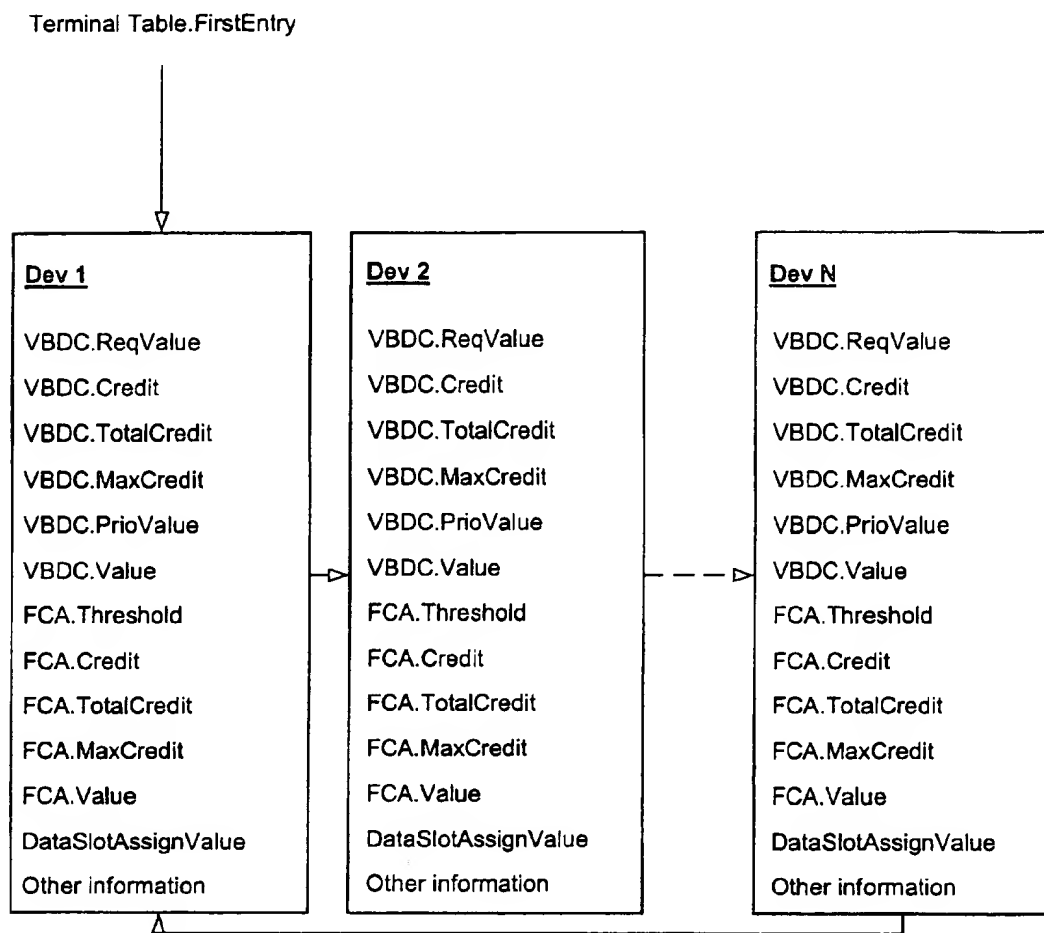 Terminal Table.FirstEntry
Dev 1
VBDC.ReqValue
VBDC.Credit
VBDC.TotalCredit
VBDC.MaxCredit
VBDC.PrioValue
VBDC.Value
FCA.Threshold
FCA.Credit
FCA.TotalCredit
FCA.MaxCredit
FCA.Value
DataSlotAssignValue
Other information
Dev 2
VBDC.ReqValue
VBDC.Credit
VBDC.TotalCredit
VBDC.MaxCredit
VBDC.PrioValue
VBDC.Value
FCA.Threshold
FCA.Credit
FCA.TotalCredit
FCA.MaxCredit
FCA.Value
DataSlotAssignValue
Other information
Dev N
VBDC.ReqValue
VBDC.Credit
VBDC.TotalCredit
VBDC.MaxCredit
VBDC.PrioValue
VBDC.Value
FCA.Threshold
FCA.Credit
FCA.TotalCredit
FCA.MaxCredit
FCA.Value
DataSlotAssignValue
Other information